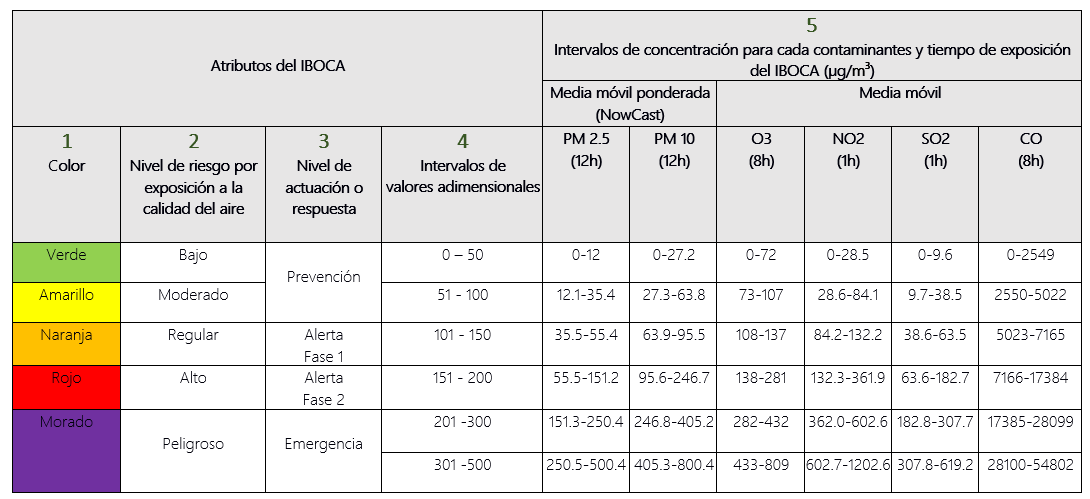 Atributos del IBOCA
5
Intervalos de concentración para cada contaminantes y tiempo de exposición
del IBOCA (µg/m³)
Media móvil ponderada
(NowCast)
Media móvil
1
Color
2
Nivel de riesgo por
exposición a la
calidad del aire
3
Nivel de
actuación o
respuesta
4
Intervalos de
valores adimensionales
PM 2.5
(12h)
PM 10
(12h)
O3
(8h)
NO2
(1h)
SO2
(1h)
CO
(8h)
Verde Bajo Prevención 0 – 50 0-12 0-27.2 0-72 0-28.5 0-9.6 0-2549
Amarillo Moderado 51 - 100 12.1-35.4 27.3-63.8 73-107 28.6-84.1 9.7-38.5 2550-5022
Naranja Regular Alerta 101 - 150 35.5-55.4 63.9-95.5 108-137 84.2-132.2 38.6-63.5 5023-7165
Fase 1
Rojo Alto Alerta 151 - 200 55.5-151.2 95.6-246.7 138-281 132.3-361.9 63.6-182.7 7166-17384
Fase 2
Morado Peligroso Emergencia 201 -300 151.3-250.4 246.8-405.2 282-432 362.0-602.6 182.8-307.7 17385-28099
301 -500 250.5-500.4 405.3-800.4 433-809 602.7-1202.6 307.8-619.2 28100-54802